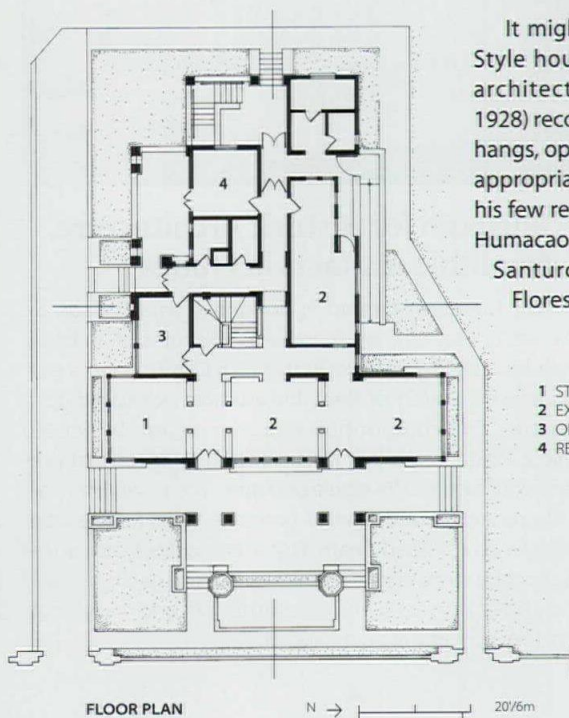 It migh
Style hou
architect
1928) reco
hangs, op
appropria
his few re
Humacao
Santurc
Flores
1 ST
2 EX
3 O
4 RE
4
2
3
1 2 2
FLOOR PLAN N 20'/6m